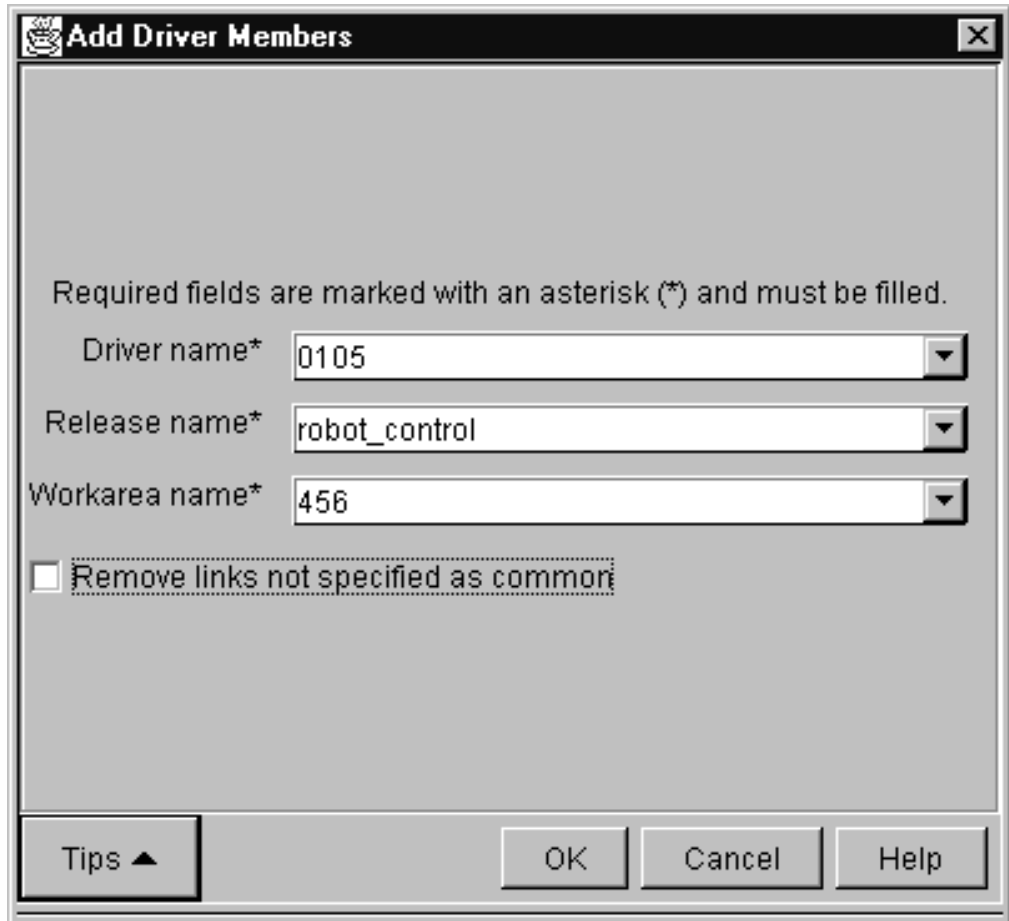 Add Driver Members
Required fields are marked with an asterisk (*) and must be filled.
Driver name* 0105
Release name* robot_control
Workarea name* 456
Remove links not specified as common
Tips OK Cancel Help